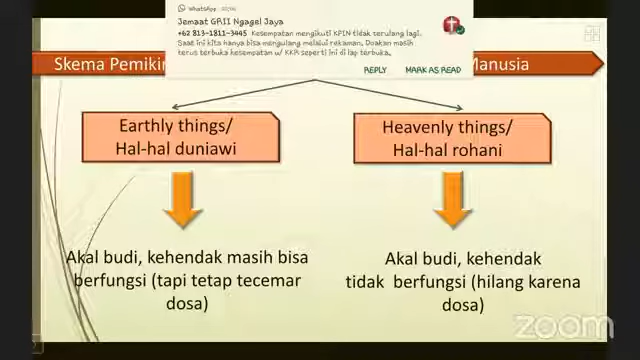 WhatsApp
Jemaat GRII Ngagel Jaya
+62 813-1811-3445 Kesempatan mengikuti KPIN tidak terulang lagi.
Saat ini kita hanya bisa mengulang melalui rekaman. Doakan masih
terus terbuka kesempatan u/ KKR seperti ini di lap terbuka.
REPLY MARK AS READ
Skema Pemikir Manusia
Earthly things/
Hal-hal duniawi
Heavenly things/
Hal-hal rohani
Akal budi, kehendak masih bisa
berfungsi (tapi tetap tecemar
dosa)
Akal budi, kehendak
tidak berfungsi (hilang karena
dosa)
zoom